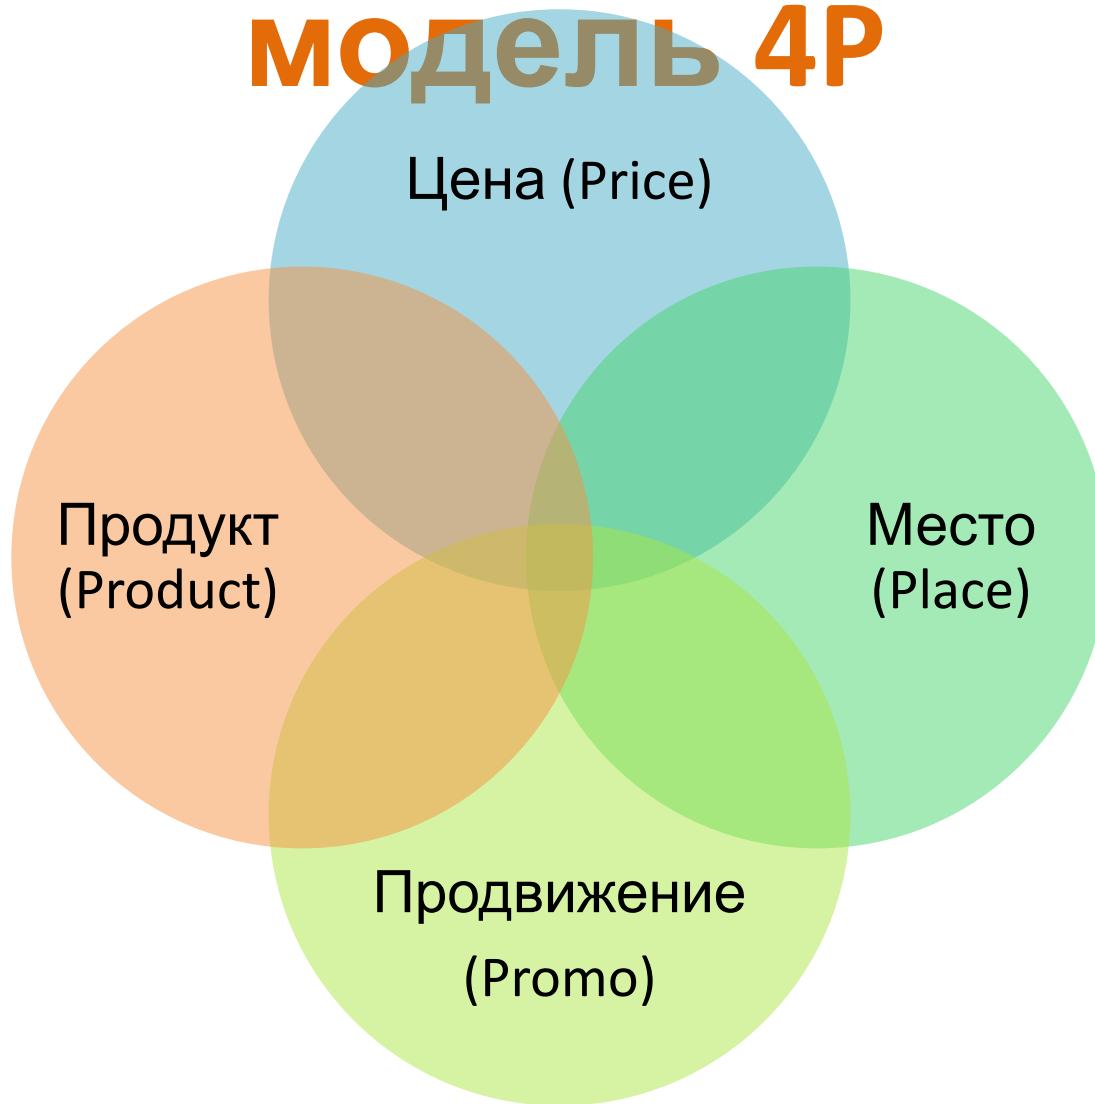 модель 4P
Цена (Price)
Продукт
(Product)
Место
(Place)
Продвижение
(Promo)